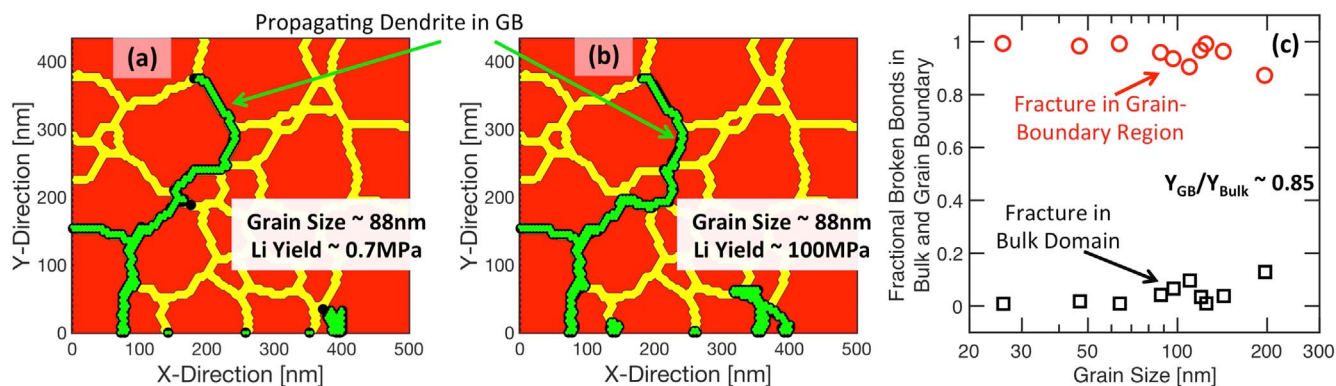 Propagating Dendrite in GB
(a)
Y-Direction [nm]
400
300
200
100
0
Grain Size ~ 88nm
Li Yield ~ 0.7MPa
0 100 200 300 400 500
X-Direction [nm]
(b)
Y-Direction [nm]
400
300
200
100
0
Grain Size ~ 88nm
Li Yield ~ 100MPa
0 100 200 300 400 500
X-Direction [nm]
(c)
Fractional Broken Bonds in
Bulk and Grain Boundary
1
0.8
0.6
0.4
0.2
0
Fracture in Grain-
Boundary Region
Y_GB/Y_Bulk ~ 0.85
Fracture in
Bulk Domain
20 30 50 100 200 300
Grain Size [nm]